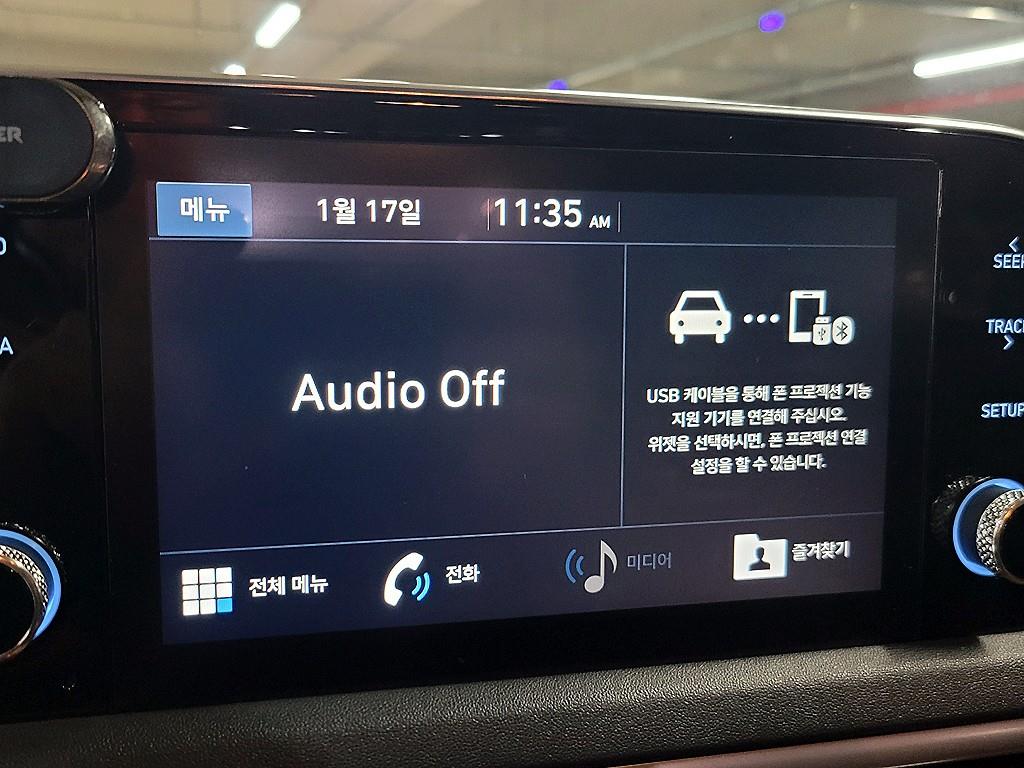 메뉴
1월 17일
11:35 AM
Audio Off
USB 케이블을 통해 폰 프로젝션 기능
지원 기기를 연결해 주십시오.
위젯을 선택하시면, 폰 프로젝션 연결
설정을 할 수 있습니다.
전체 메뉴
전화
미디어
즐겨찾기
SEEK
TRACK
SETUP